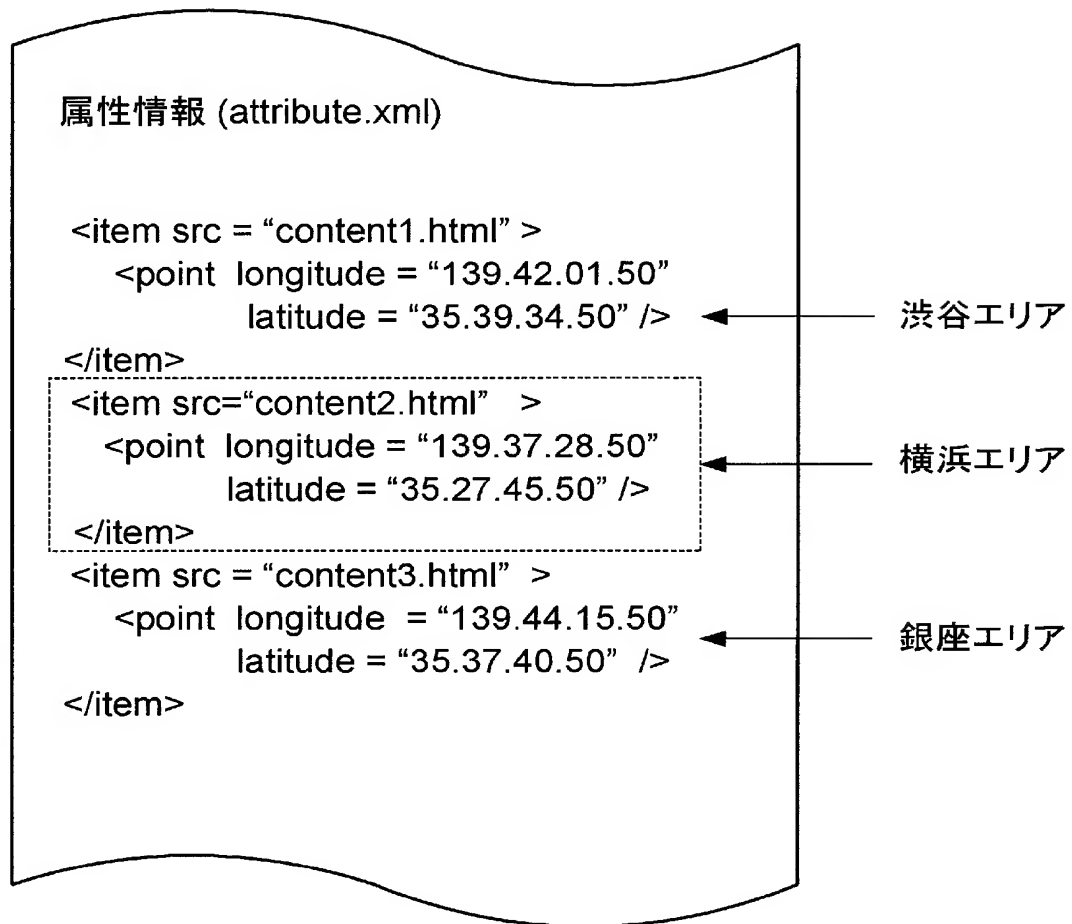 属性情報 (attribute.xml)
<item src = “content1.html” >
<point longitude = “139.42.01.50”
latitude = “35.39.34.50” />
渋谷エリア
</item>
<item src=“content2.html” >
<point longitude = “139.37.28.50”
横浜エリア
latitude = “35.27.45.50” />
</item>
<item src = “content3.html” >
<point longitude = “139.44.15.50”
銀座エリア
latitude = “35.37.40.50” />
</item>